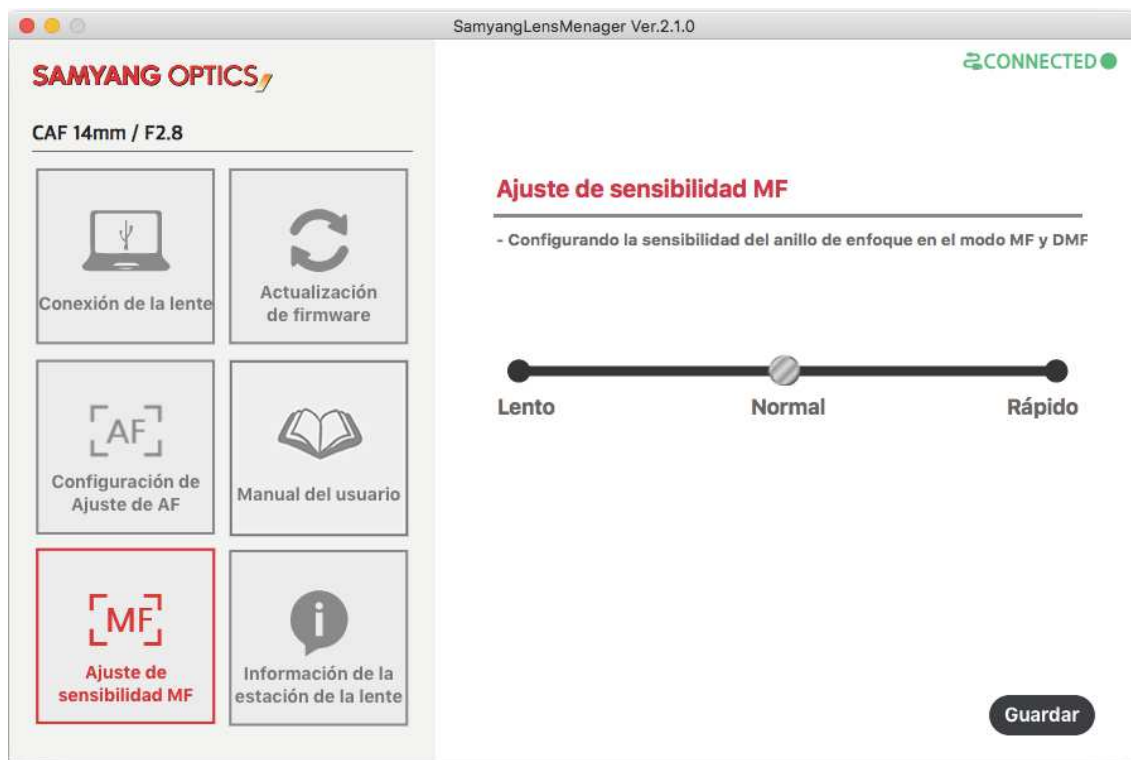 SamyangLensMenager Ver.2.1.0
SAMYANG OPTICS
CONNECTED
CAF 14mm / F2.8
Conexión de la lente
Actualización
de firmware
Configuración de
Ajuste de AF
AF
Manual del usuario
MF
Ajuste de
sensibilidad MF
i
Información de la
estación de la lente
Ajuste de sensibilidad MF
- Configurando la sensibilidad del anillo de enfoque en el modo MF y DMF
Lento
Normal
Rápido
Guardar